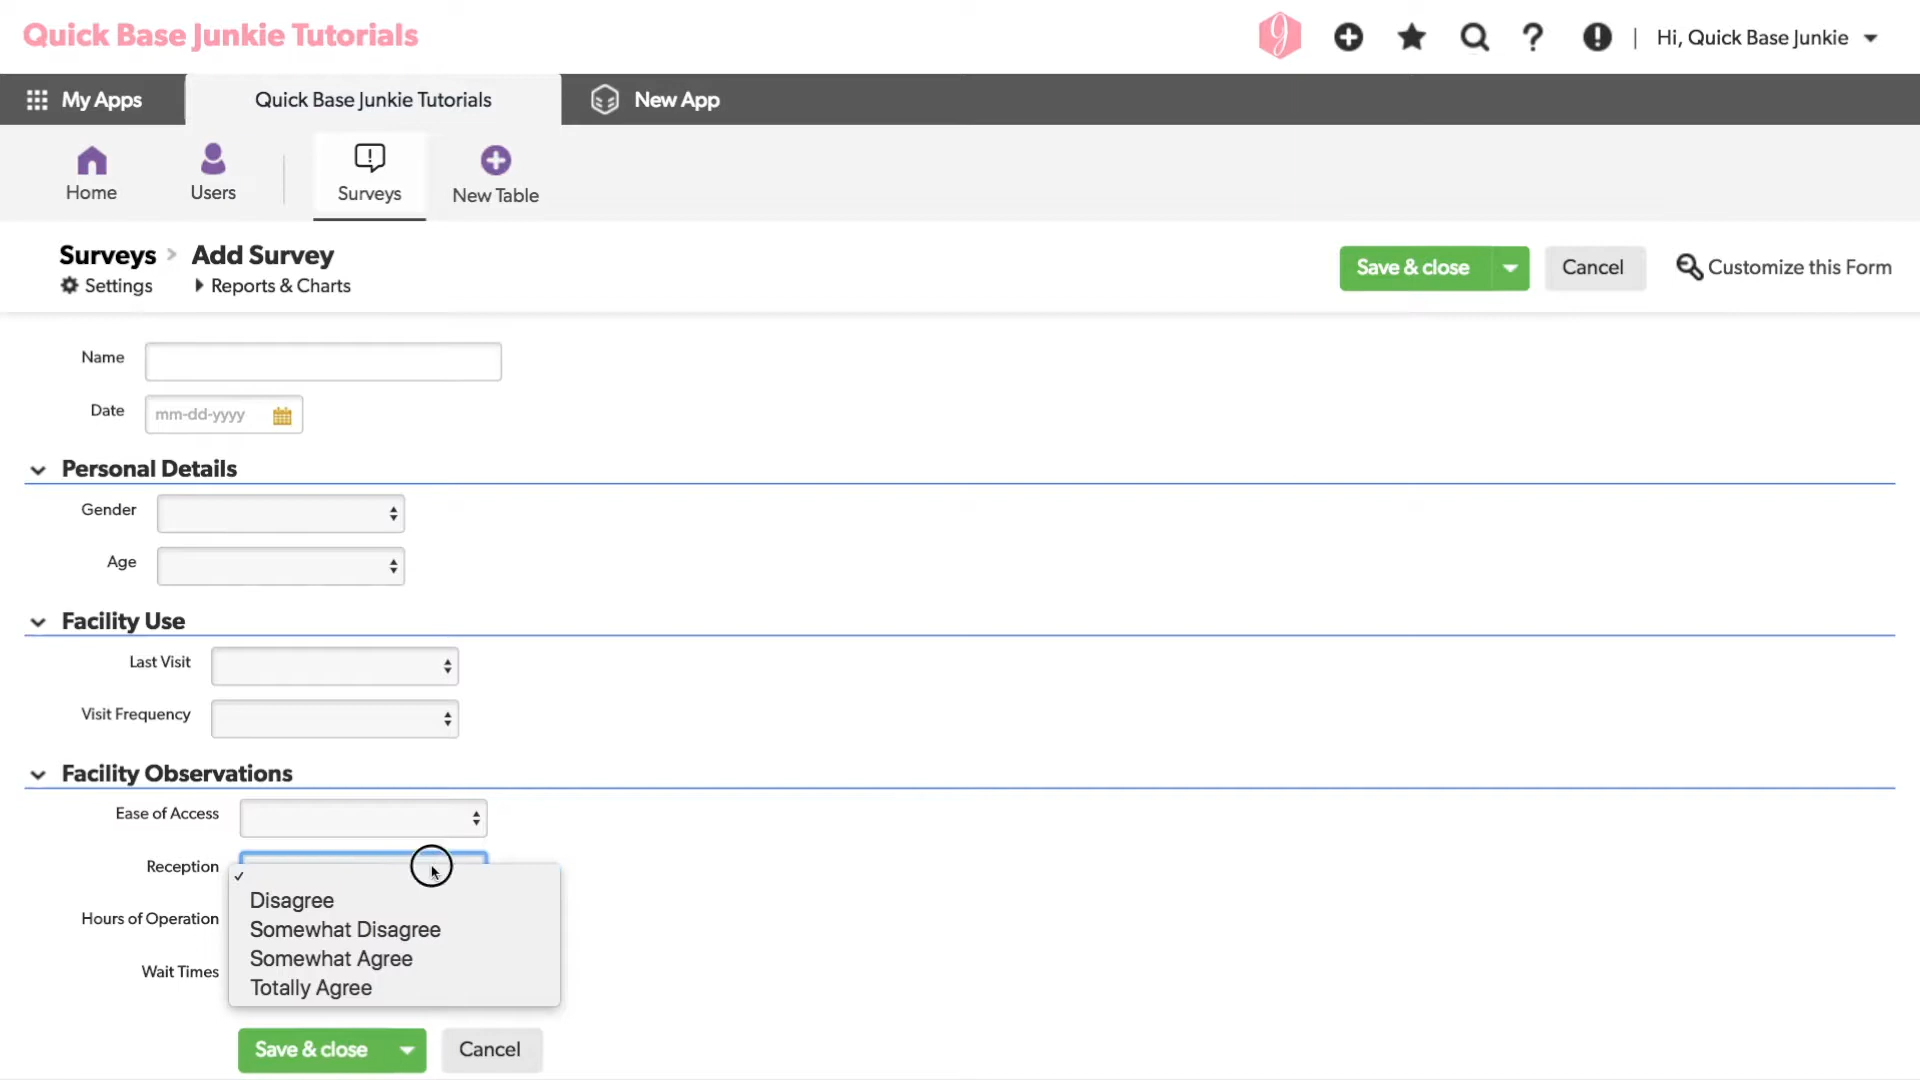 Quick Base Junkie Tutorials
Hi, Quick Base Junkie
My Apps
Quick Base Junkie Tutorials
New App
Home
Users
Surveys
New Table
Surveys > Add Survey
Settings
Reports & Charts
Save & close
Cancel
Customize this Form
Name
Date
mm-dd-yyyy
Personal Details
Gender
Age
Facility Use
Last Visit
Visit Frequency
Facility Observations
Ease of Access
Reception
Disagree
Hours of Operation
Somewhat Disagree
Somewhat Agree
Wait Times
Totally Agree
Save & close
Cancel